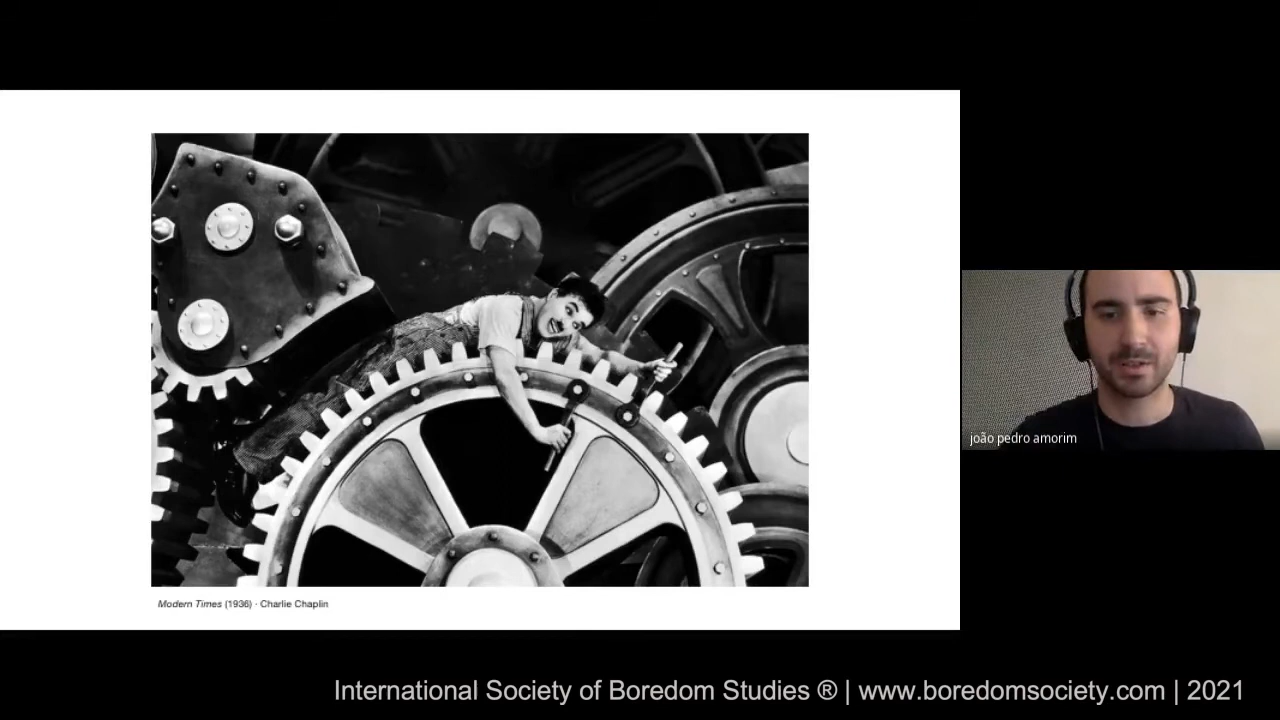 Modern Times (1936) · Charlie Chaplin
joão pedro amorim
International Society of Boredom Studies ® | www.boredomsociety.com | 2021